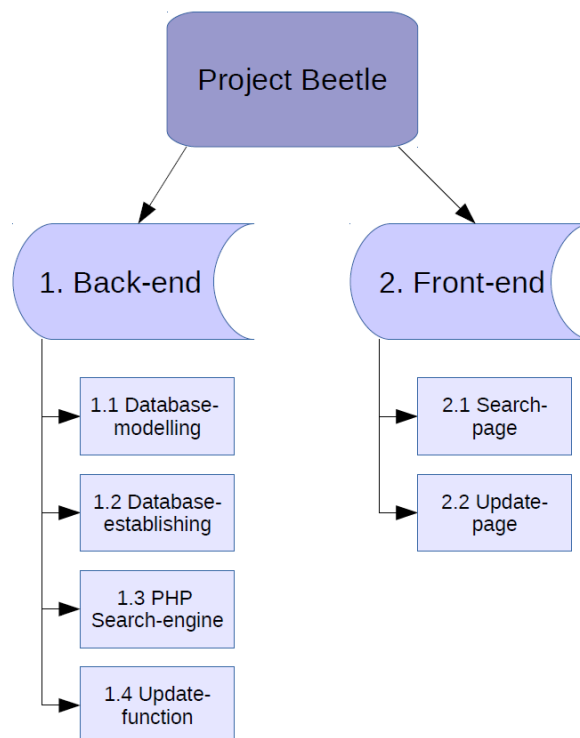 Project Beetle
1. Back-end
2. Front-end
1.1 Database-
modelling
1.2 Database-
establishing
1.3 PHP
Search-engine
1.4 Update-
function
2.1 Search-
page
2.2 Update-
page